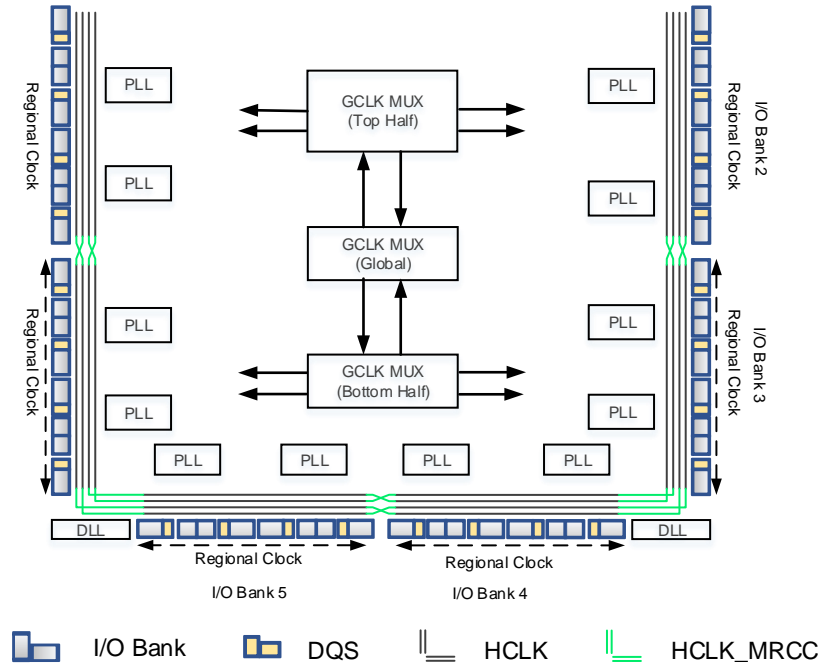 PLL
GCLK MUX
(Top Half)
PLL
Regional Clock
Regional Clock
I/O Bank 2
PLL
PLL
GCLK MUX
(Global)
PLL
PLL
Regional Clock
Regional Clock
I/O Bank 3
GCLK MUX
(Bottom Half)
PLL
PLL
PLL
PLL
PLL
PLL
DLL
DLL
Regional Clock
Regional Clock
I/O Bank 5
I/O Bank 4
I/O Bank
DQS
HCLK
HCLK_MRCC